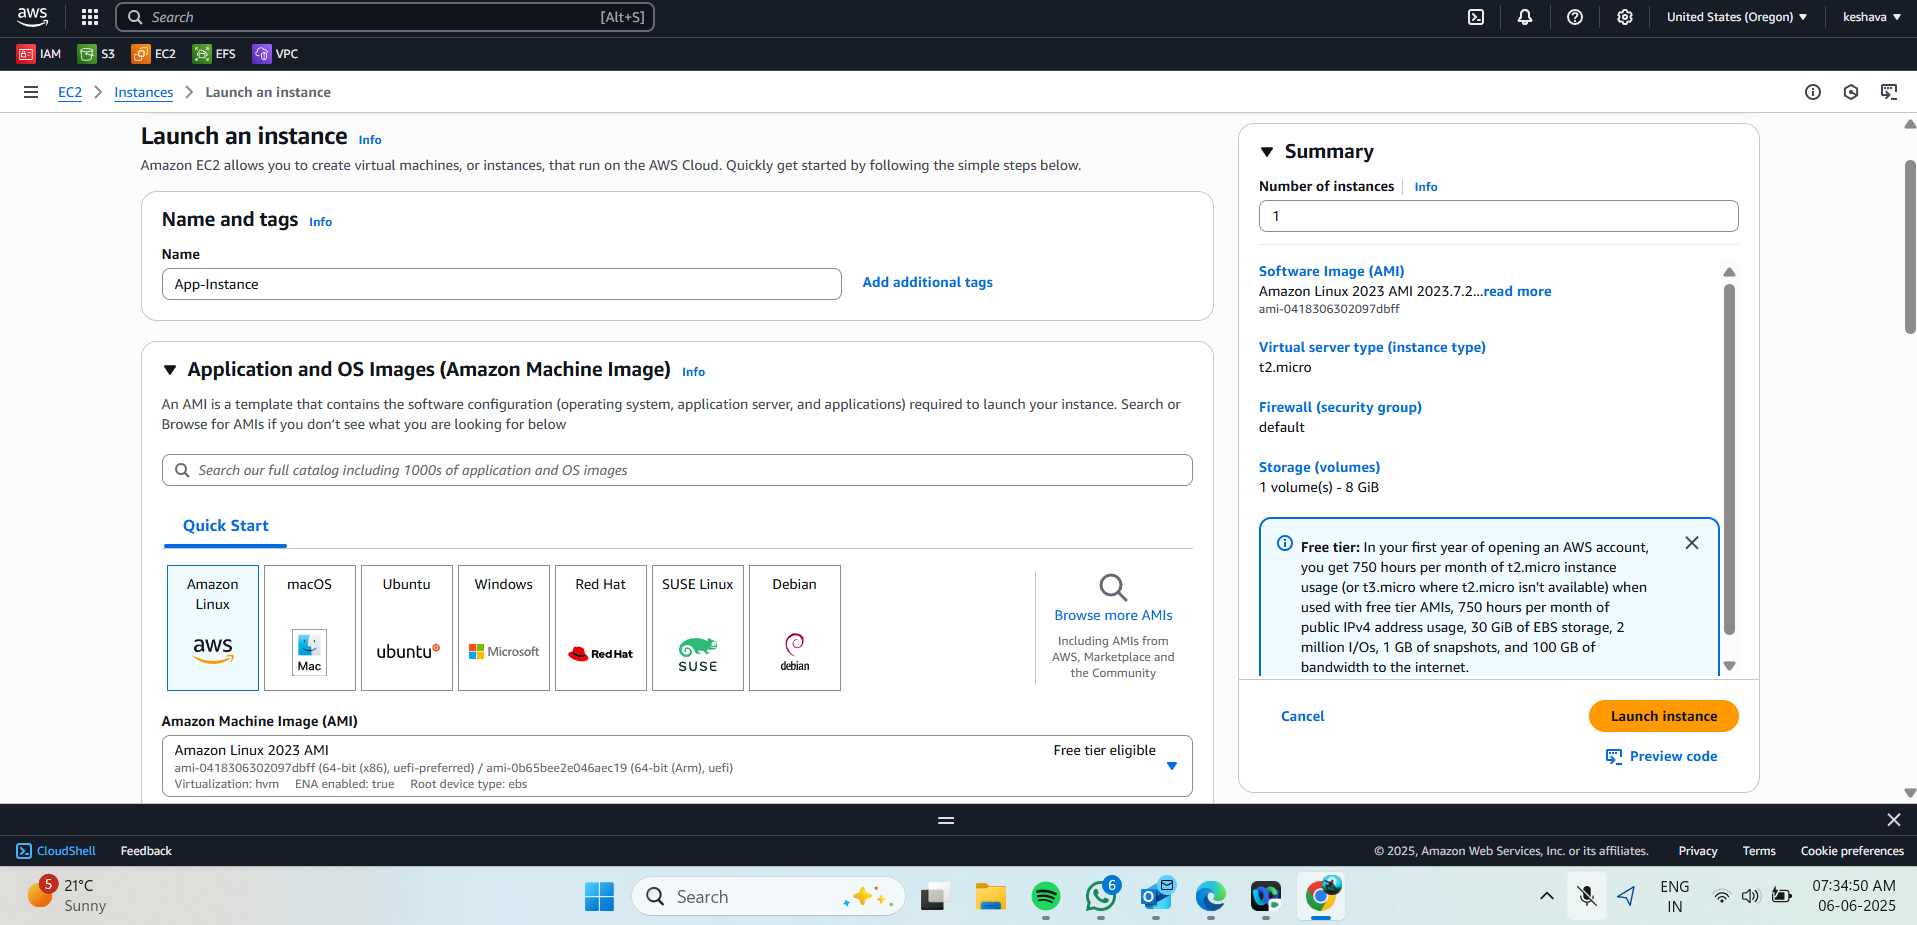 aws
Search [Alt+S]
United States (Oregon)
keshava
IAM
S3
EC2
EFS
VPC
EC2 > Instances > Launch an instance
Launch an instance Info
Amazon EC2 allows you to create virtual machines, or instances, that run on the AWS Cloud. Quickly get started by following the simple steps below.
Name and tags Info
Name
App-Instance
Add additional tags
Application and OS Images (Amazon Machine Image) Info
An AMI is a template that contains the software configuration (operating system, application server, and applications) required to launch your instance. Search or
Browse for AMIs if you don't see what you are looking for below
Search our full catalog including 1000s of application and OS images
Quick Start
Amazon
Linux
aws
macOS
Mac
Ubuntu
ubuntu
Windows
Microsoft
Red Hat
Red Hat
SUSE Linux
SUSE
Debian
debian
Browse more AMIs
Including AMIs from
AWS, Marketplace and
the Community
Amazon Machine Image (AMI)
Amazon Linux 2023 AMI
Free tier eligible
ami-0418306302097dbff (64-bit (x86), uefi-preferred) / ami-0b65bee2e046aec19 (64-bit (Arm), uefi)
Virtualization: hvm ENA enabled: true Root device type: ebs
Summary
Number of instances Info
1
Software Image (AMI)
Amazon Linux 2023 AMI 2023.7.2...read more
ami-0418306302097dbff
Virtual server type (instance type)
t2.micro
Firewall (security group)
default
Storage (volumes)
1 volume(s) - 8 GiB
Free tier: In your first year of opening an AWS account,
you get 750 hours per month of t2.micro instance
usage (or t3.micro where t2.micro isn't available) when
used with free tier AMIs, 750 hours per month of
public IPv4 address usage, 30 GiB of EBS storage, 2
million I/Os, 1 GB of snapshots, and 100 GB of
bandwidth to the internet.
Cancel
Launch instance
Preview code
CloudShell
Feedback
© 2025, Amazon Web Services, Inc. or its affiliates.
Privacy
Terms
Cookie preferences
5
21°C
Sunny
Search
6
ENG
IN
07:34:50 AM
06-06-2025